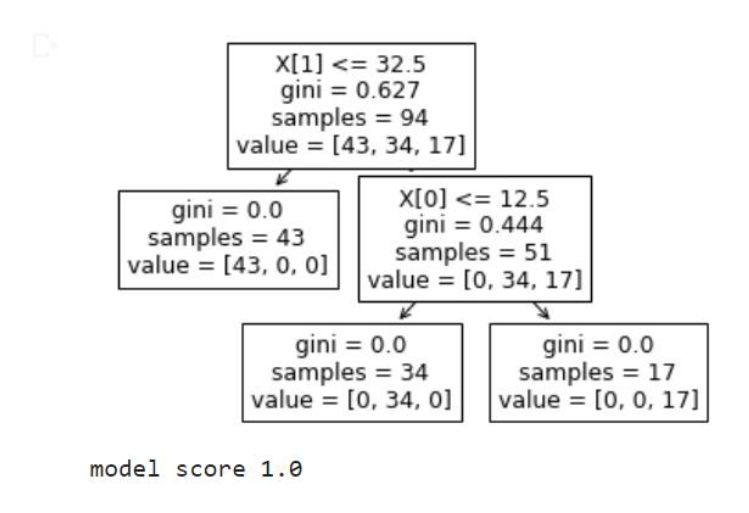 X[1] <= 32.5
gini = 0.627
samples = 94
value = [43, 34, 17]
gini = 0.0
samples = 43
value = [43, 0, 0]
X[0] <= 12.5
gini = 0.444
samples = 51
value = [0, 34, 17]
gini = 0.0
samples = 34
value = [0, 34, 0]
gini = 0.0
samples = 17
value = [0, 0, 17]
model score 1.0